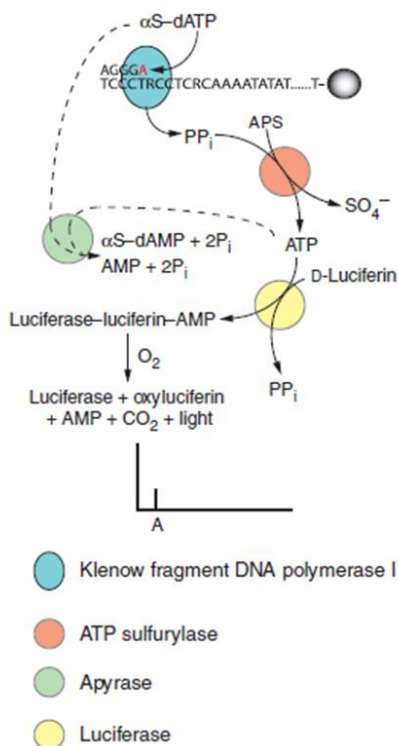 αS-dATP
AGGGA
TCCCTRCCTCRCAAAATATAT......T-
PPi
APS
SO4–
ATP
αS-dAMP + 2Pi
AMP + 2Pi
D-Luciferin
Luciferase–luciferin–AMP
O2
PPi
Luciferase + oxyluciferin
+ AMP + CO2 + light
A
Klenow fragment DNA polymerase I
ATP sulfurylase
Apyrase
Luciferase